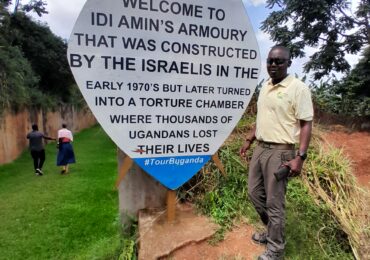 WELCOME TO
IDI AMIN'S ARMOURY
THAT WAS CONSTRUCTED
BY THE ISRAELIS IN THE
EARLY 1970'S BUT LATER TURNED
INTO A TORTURE CHAMBER
WHERE THOUSANDS OF
UGANDANS LOST
THEIR LIVES
#TourBuganda